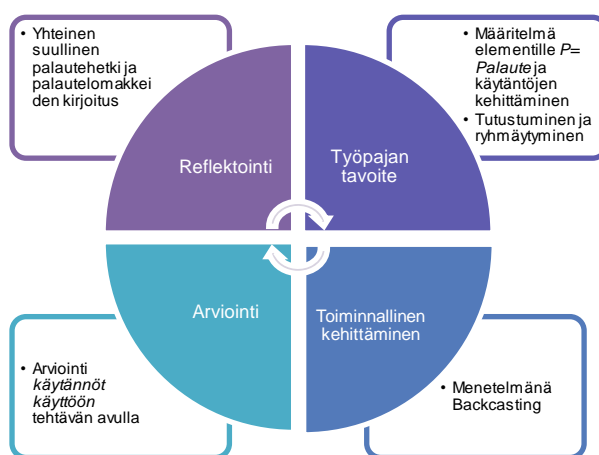 • Yhteinen
suullinen
palautehetki ja
palautelomakkei
den kirjoitus
• Määritelmä
elementille P=
Palaute ja
käytäntöjen
kehittäminen
• Tutustuminen ja
ryhmäytyminen
Reflektointi
Työpajan
tavoite
Arviointi
Toiminnallinen
kehittäminen
• Arviointi
käytännöt
käyttöön
tehtävän avulla
• Menetelmänä
Backcasting